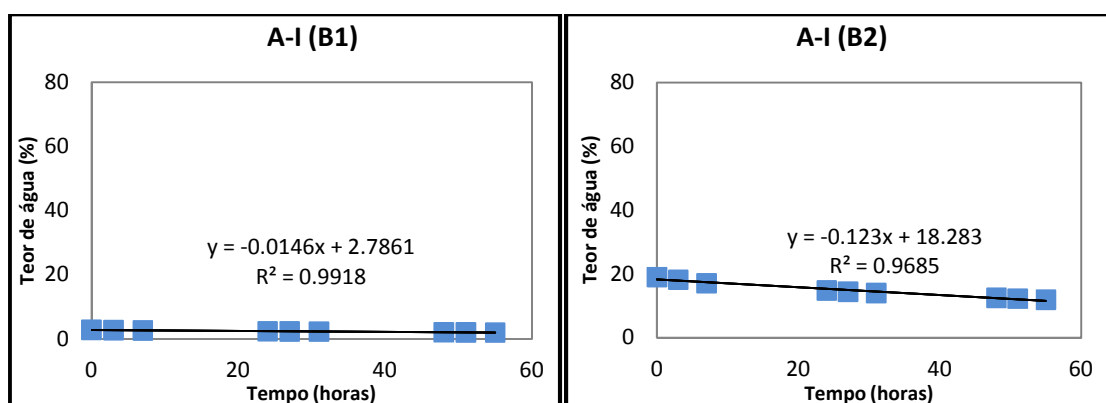 A-I (B1)
Teor de água (%)
80
60
40
20
0
y = -0.0146x + 2.7861
R² = 0.9918
0 20 40 60
Tempo (horas)
A-I (B2)
Teor de água (%)
80
60
40
20
0
y = -0.123x + 18.283
R² = 0.9685
0 20 40 60
Tempo (horas)